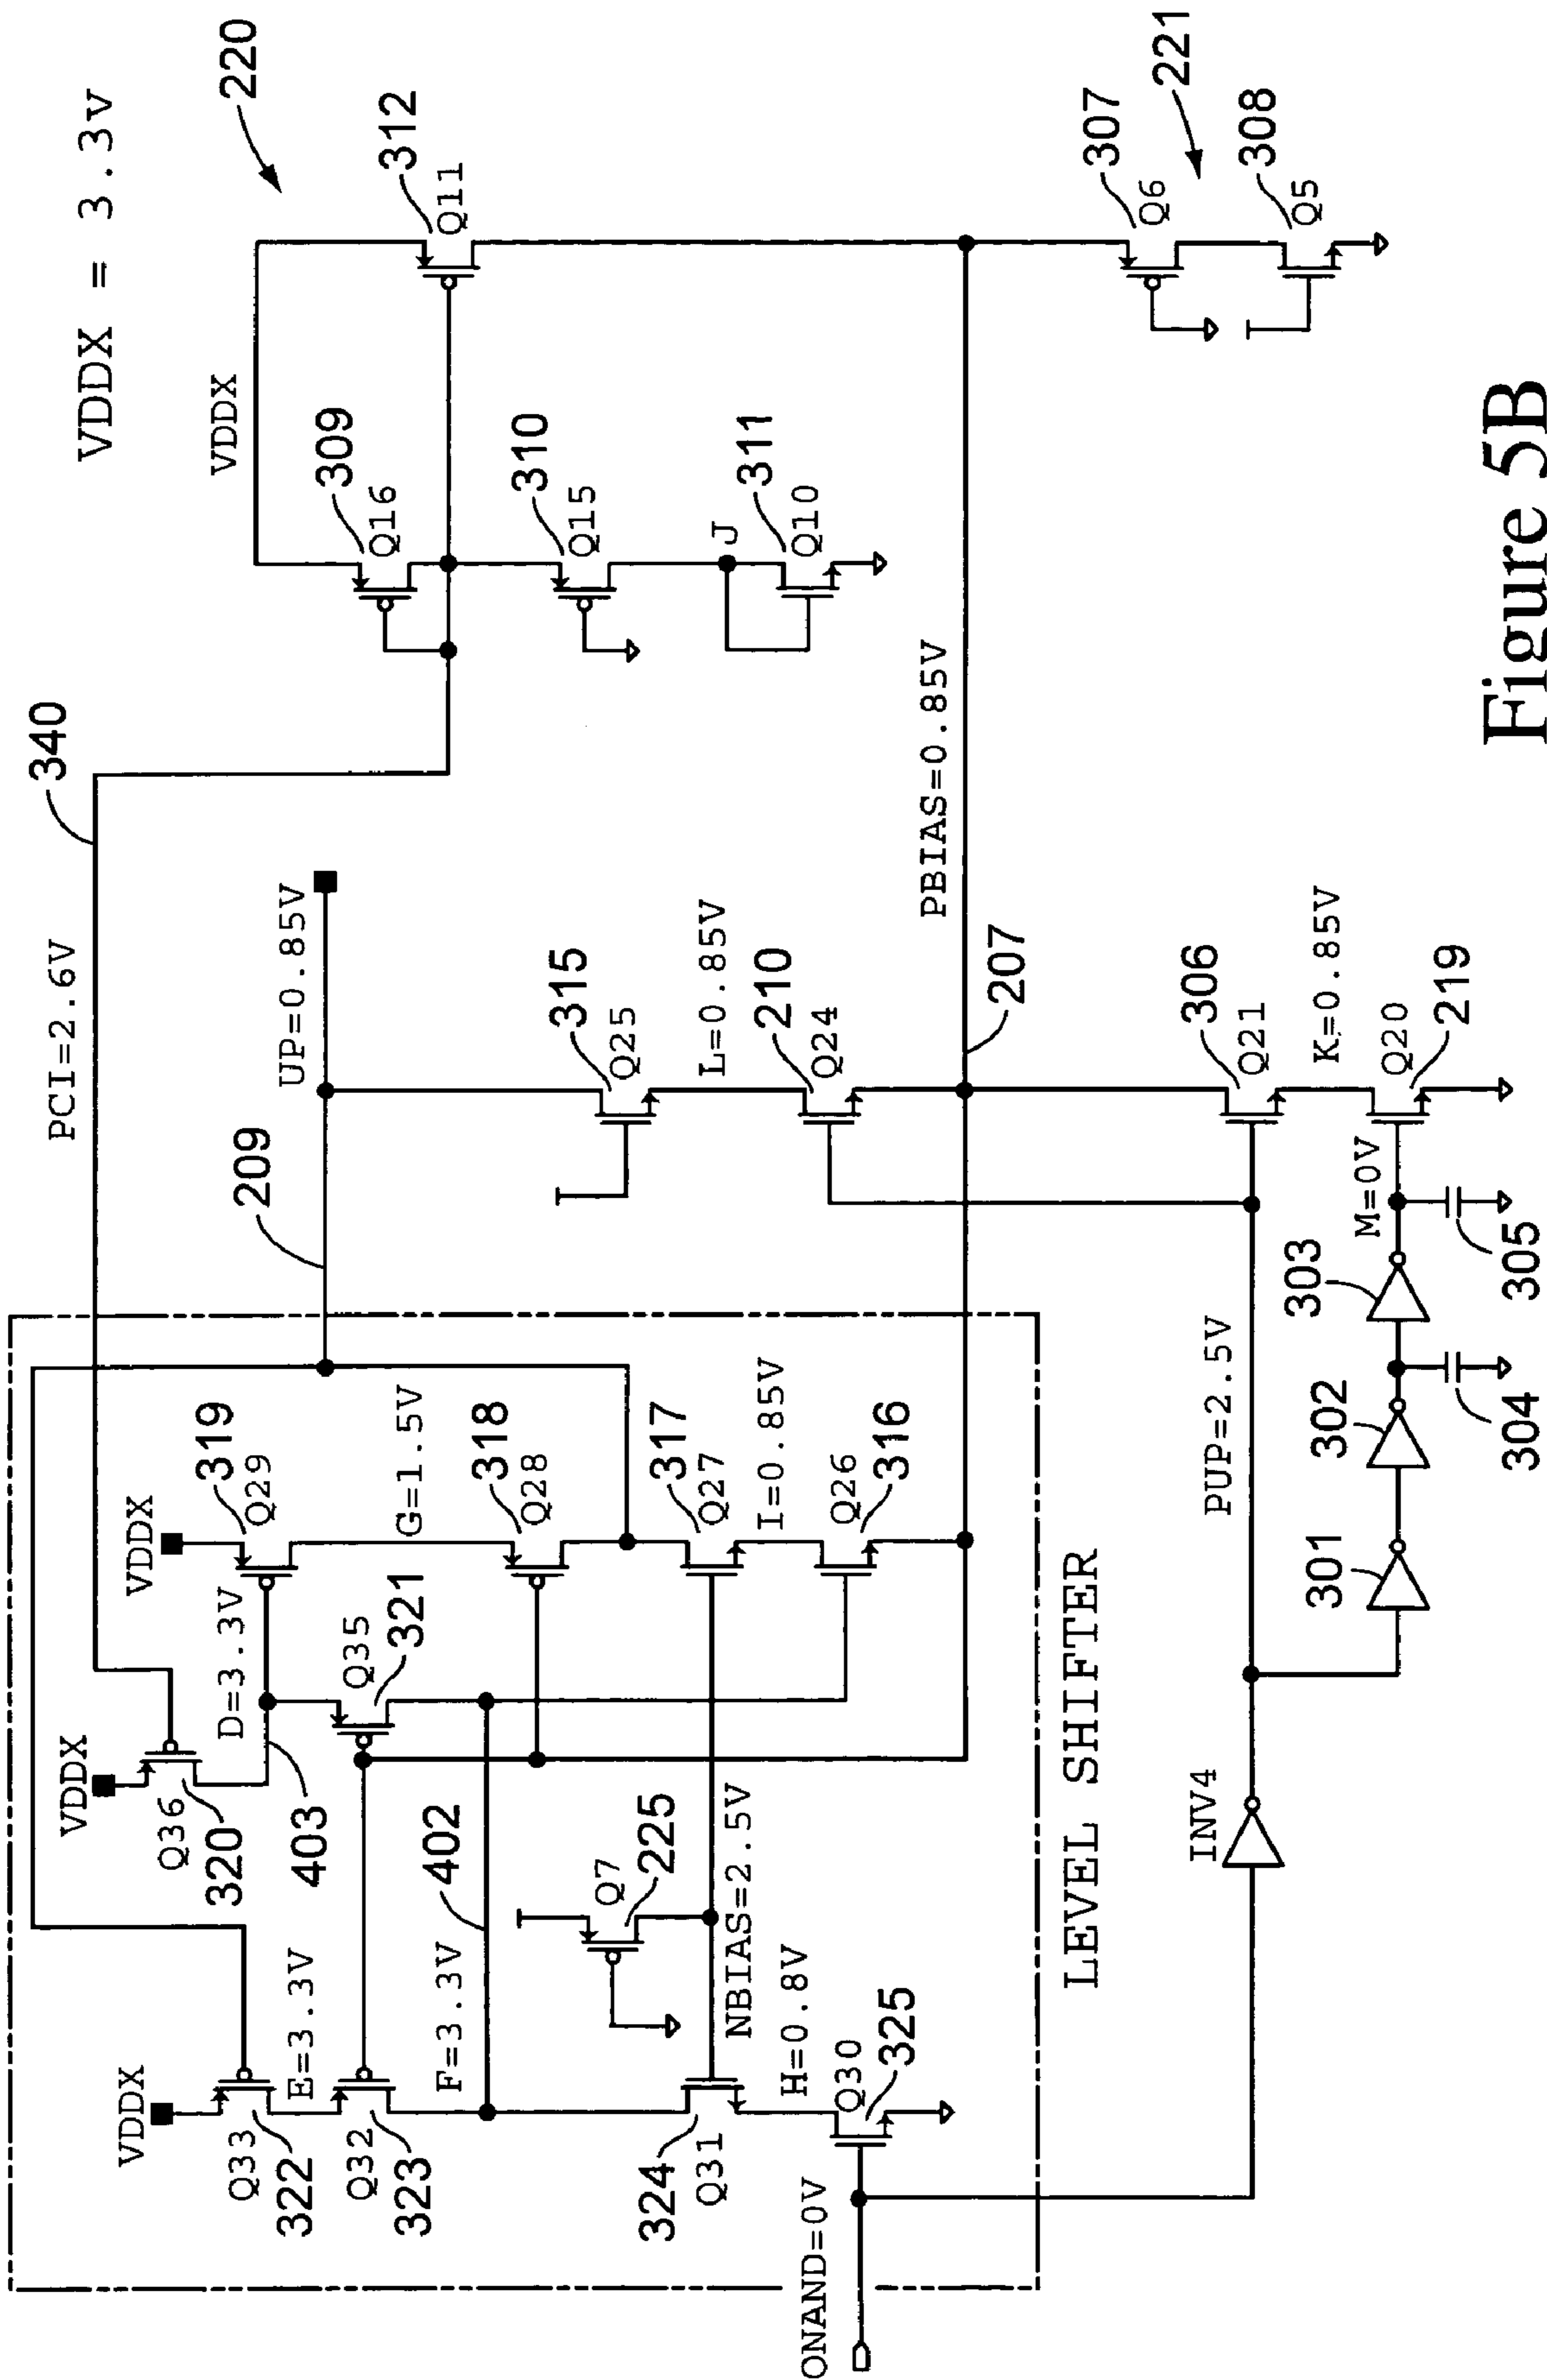 VDDX = 3.3v
220
312
Q11
VDDX
309
Q16
310
Q15
J
311
Q10
307
Q6
221
308
Q5
340
PCI=2.6V
UP=0.85V
209
315
Q25
L=0.85V
210
Q24
PBIAS=0.85V
207
306
Q21
K=0.85V
Q20
219
M=0V
303
305
302
304
301
PUP=2.5V
INV4
VDDX
319
Q29
G=1.5V
318
Q28
317
Q27
I=0.85V
Q26
316
D=3.3V
Q35
321
VDDX
Q36
320
403
402
Q7
225
NBIAS=2.5V
VDDX
Q33
322
E=3.3V
Q32
323
F=3.3V
324
Q31
H=0.8V
Q30
325
ONAND=0V
LEVEL SHIFTER
Figure 5B